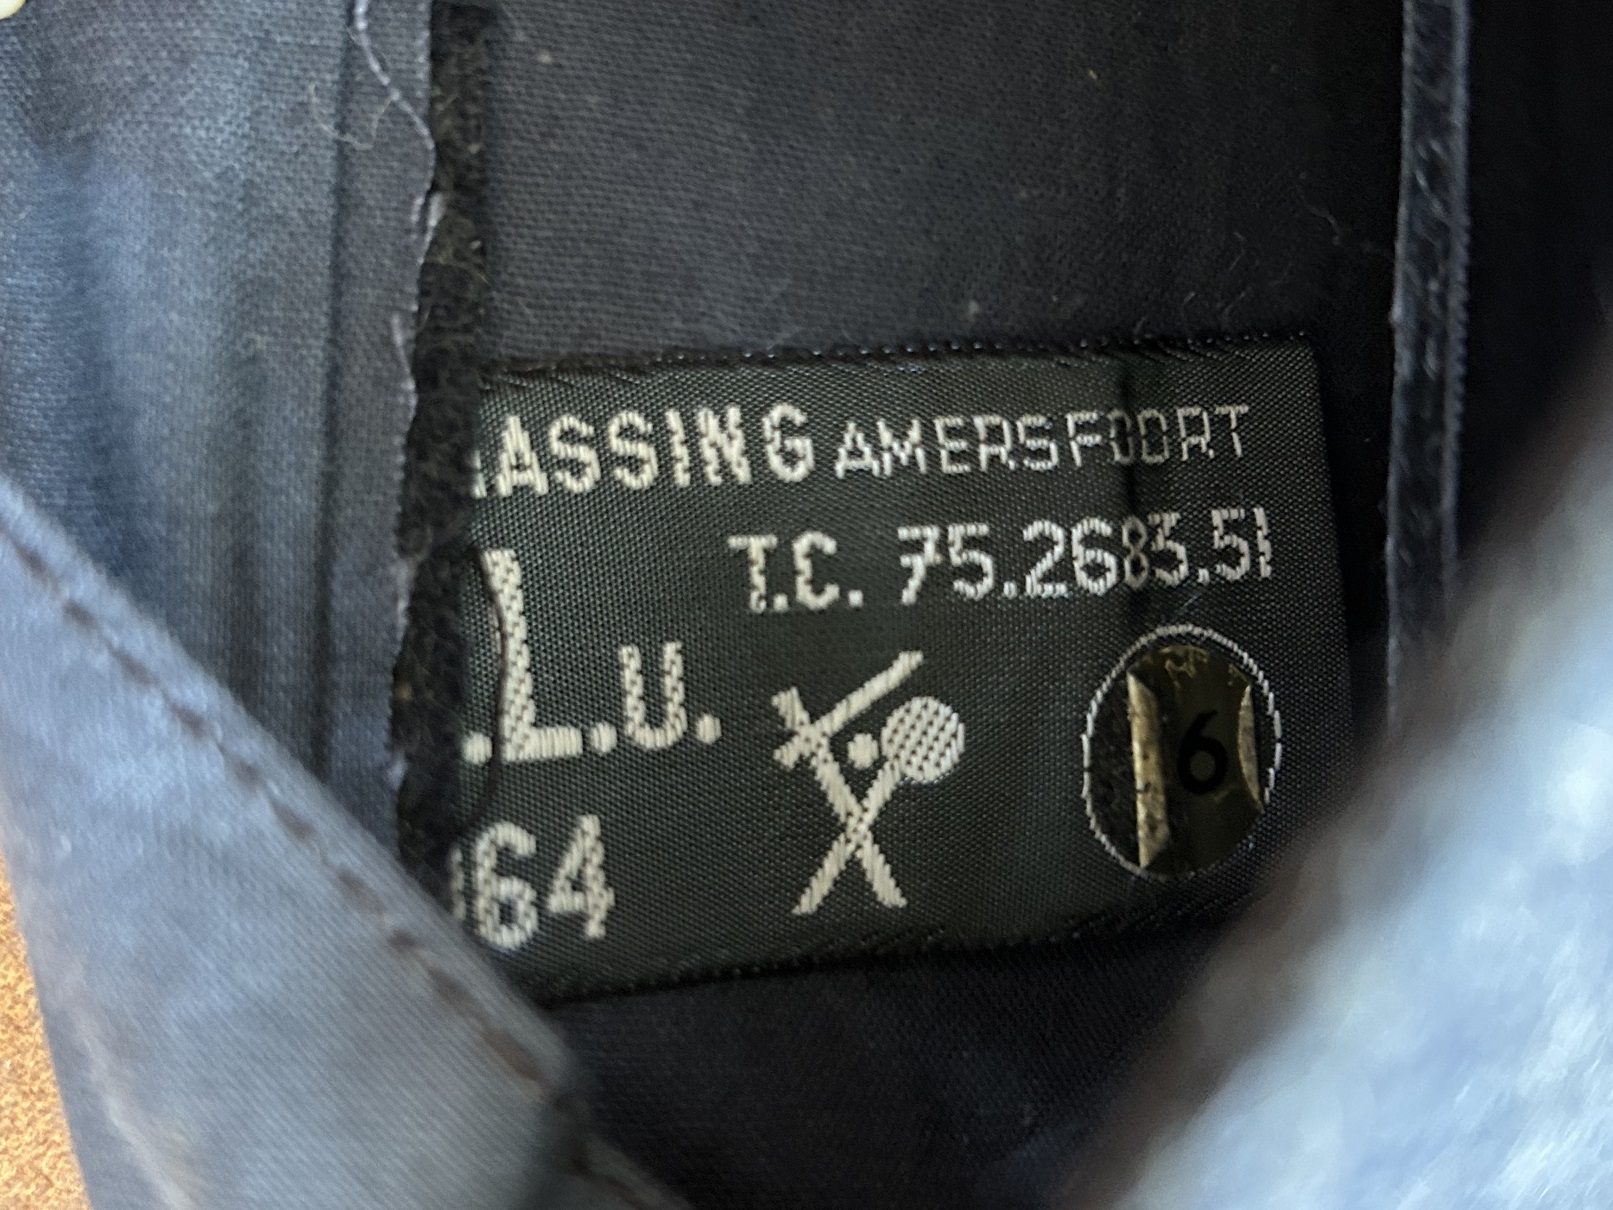 ASSING AMERSFOORT
T.C. 75.2683.51
.L.U.
6
64